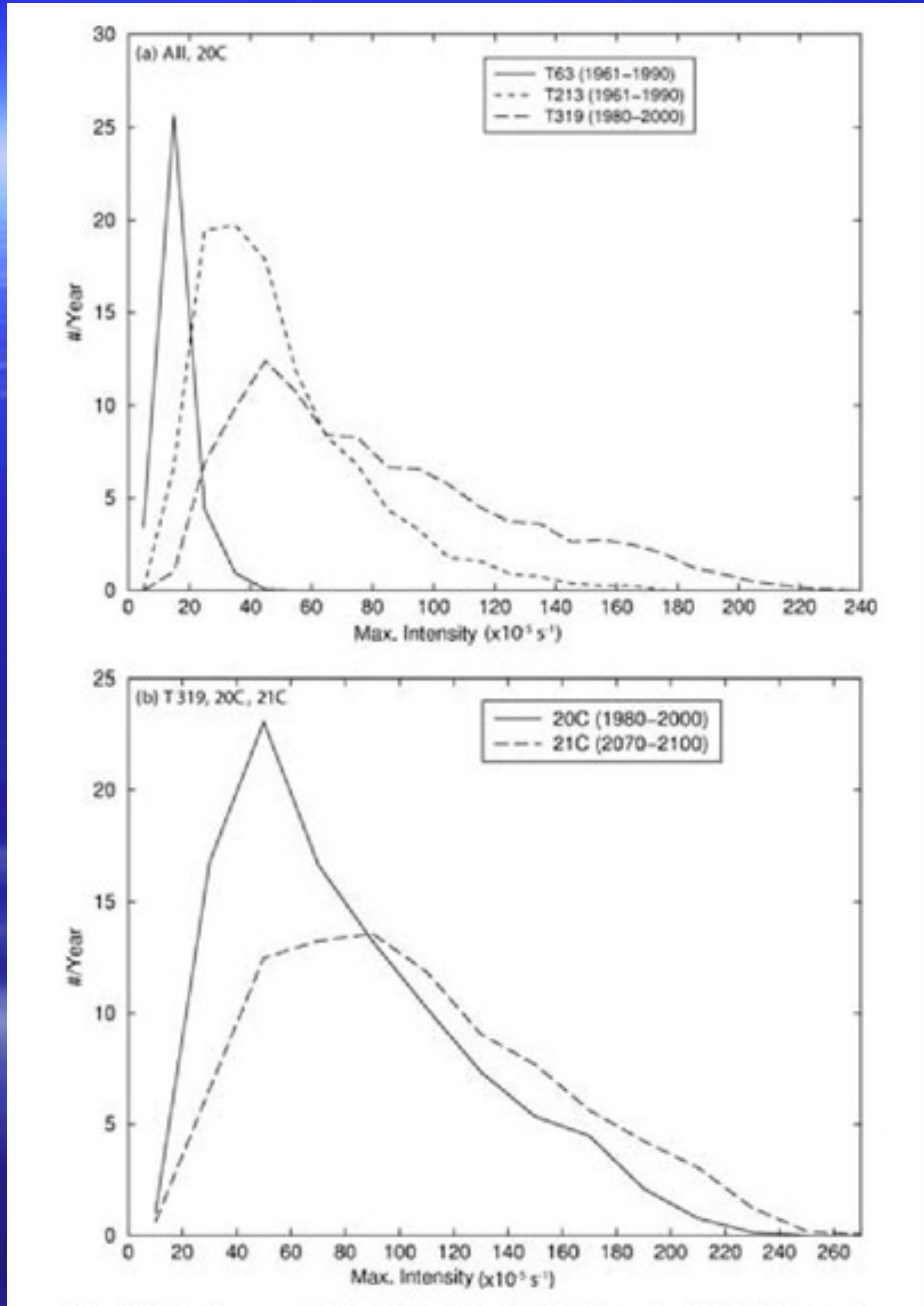 30
(a) All, 20C
T63 (1961-1990)
T213 (1961-1990)
T319 (1980-2000)
25
20
15
10
5
0
#/Year
0 20 40 60 80 100 120 140 160 180 200 220 240
Max. Intensity (x10⁻⁵ s⁻¹)
25
(b) T319, 20C, 21C
20C (1980-2000)
21C (2070-2100)
20
15
10
5
0
#/Year
0 20 40 60 80 100 120 140 160 180 200 220 240 260
Max. Intensity (x10⁻⁵ s⁻¹)